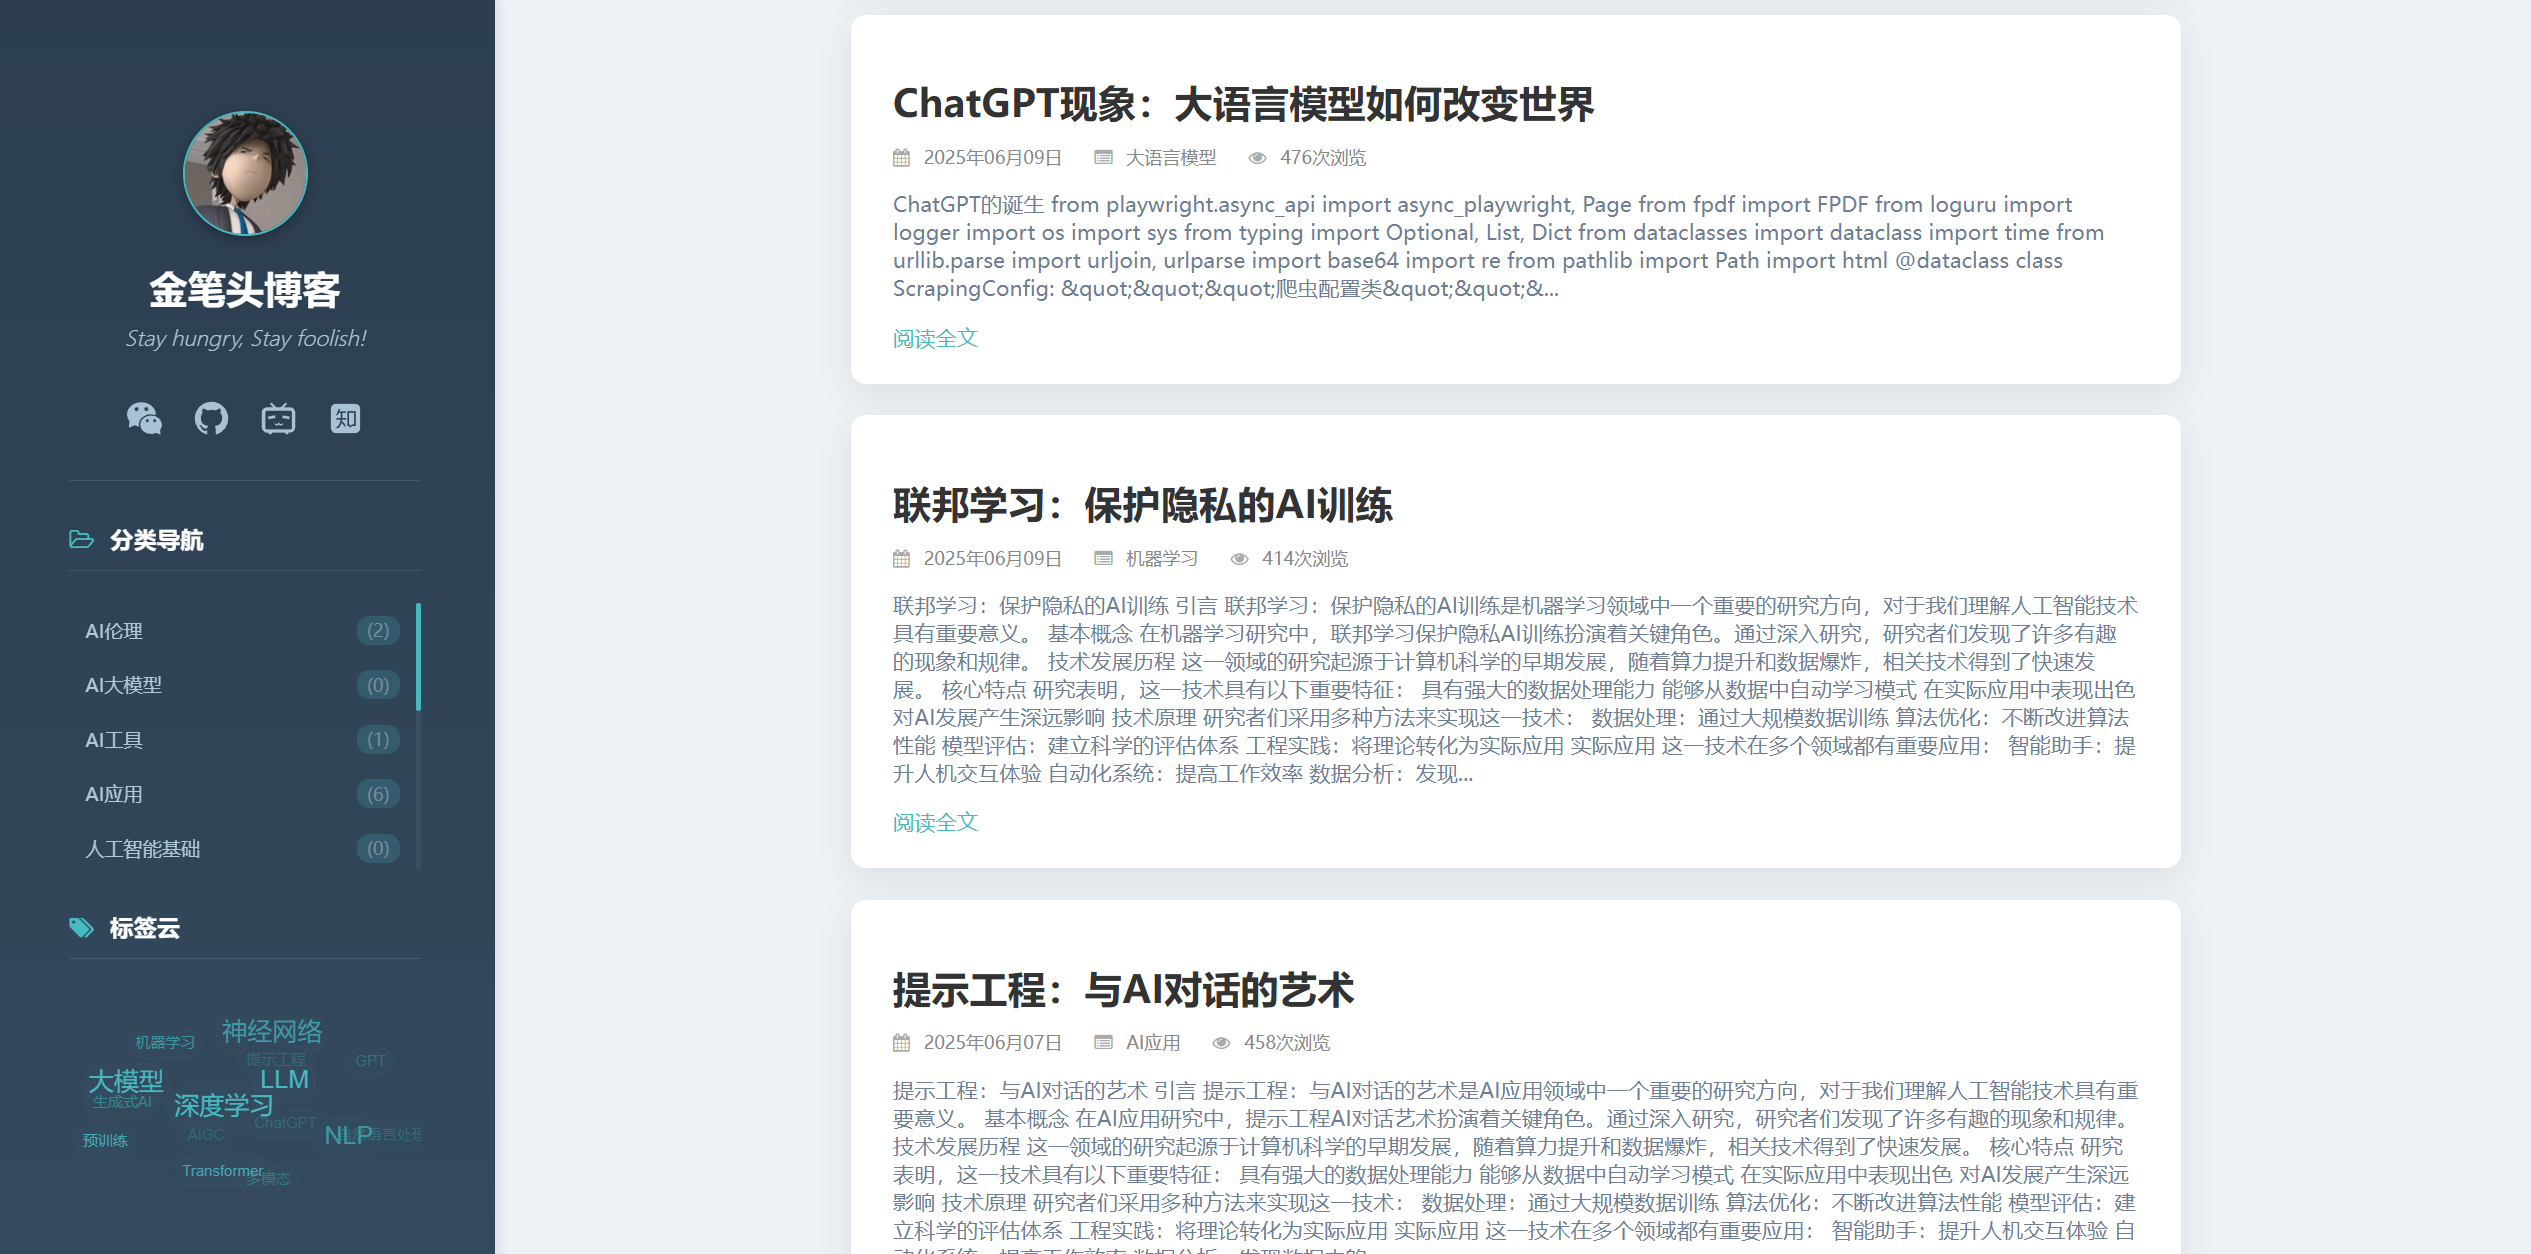 金笔头博客
Stay hungry, Stay foolish!
知
分类导航
AI伦理 (2)
AI大模型 (0)
AI工具 (1)
AI应用 (6)
人工智能基础 (0)
标签云
神经网络
机器学习
提示工程
GPT
大模型
LLM
生成式AI
深度学习
ChatGPT
AIGC
NLP
语言处理
预训练
Transformer
多模态
ChatGPT现象：大语言模型如何改变世界
2025年06月09日 大语言模型 476次浏览
ChatGPT的诞生 from playwright.async_api import async_playwright, Page from fpdf import FPDF from loguru import
logger import os import sys from typing import Optional, List, Dict from dataclasses import dataclass import time from
urllib.parse import urljoin, urlparse import base64 import re from pathlib import Path import html @dataclass class
ScrapingConfig: &quot;&quot;&quot;爬虫配置类&quot;&quot;&...
阅读全文
联邦学习：保护隐私的AI训练
2025年06月09日 机器学习 414次浏览
联邦学习：保护隐私的AI训练 引言 联邦学习：保护隐私的AI训练是机器学习领域中一个重要的研究方向，对于我们理解人工智能技术
具有重要意义。 基本概念 在机器学习研究中，联邦学习保护隐私AI训练扮演着关键角色。通过深入研究，研究者们发现了许多有趣
的现象和规律。 技术发展历程 这一领域的研究起源于计算机科学的早期发展，随着算力提升和数据爆炸，相关技术得到了快速发
展。 核心特点 研究表明，这一技术具有以下重要特征： 具有强大的数据处理能力 能够从数据中自动学习模式 在实际应用中表现出色
对AI发展产生深远影响 技术原理 研究者们采用多种方法来实现这一技术： 数据处理：通过大规模数据训练 算法优化：不断改进算法
性能 模型评估：建立科学的评估体系 工程实践：将理论转化为实际应用 实际应用 这一技术在多个领域都有重要应用： 智能助手：提
升人机交互体验 自动化系统：提高工作效率 数据分析：发现...
阅读全文
提示工程：与AI对话的艺术
2025年06月07日 AI应用 458次浏览
提示工程：与AI对话的艺术 引言 提示工程：与AI对话的艺术是AI应用领域中一个重要的研究方向，对于我们理解人工智能技术具有重
要意义。 基本概念 在AI应用研究中，提示工程AI对话艺术扮演着关键角色。通过深入研究，研究者们发现了许多有趣的现象和规律。
技术发展历程 这一领域的研究起源于计算机科学的早期发展，随着算力提升和数据爆炸，相关技术得到了快速发展。 核心特点 研究
表明，这一技术具有以下重要特征： 具有强大的数据处理能力 能够从数据中自动学习模式 在实际应用中表现出色 对AI发展产生深远
影响 技术原理 研究者们采用多种方法来实现这一技术： 数据处理：通过大规模数据训练 算法优化：不断改进算法性能 模型评估：建
立科学的评估体系 工程实践：将理论转化为实际应用 实际应用 这一技术在多个领域都有重要应用： 智能助手：提升人机交互体验 自